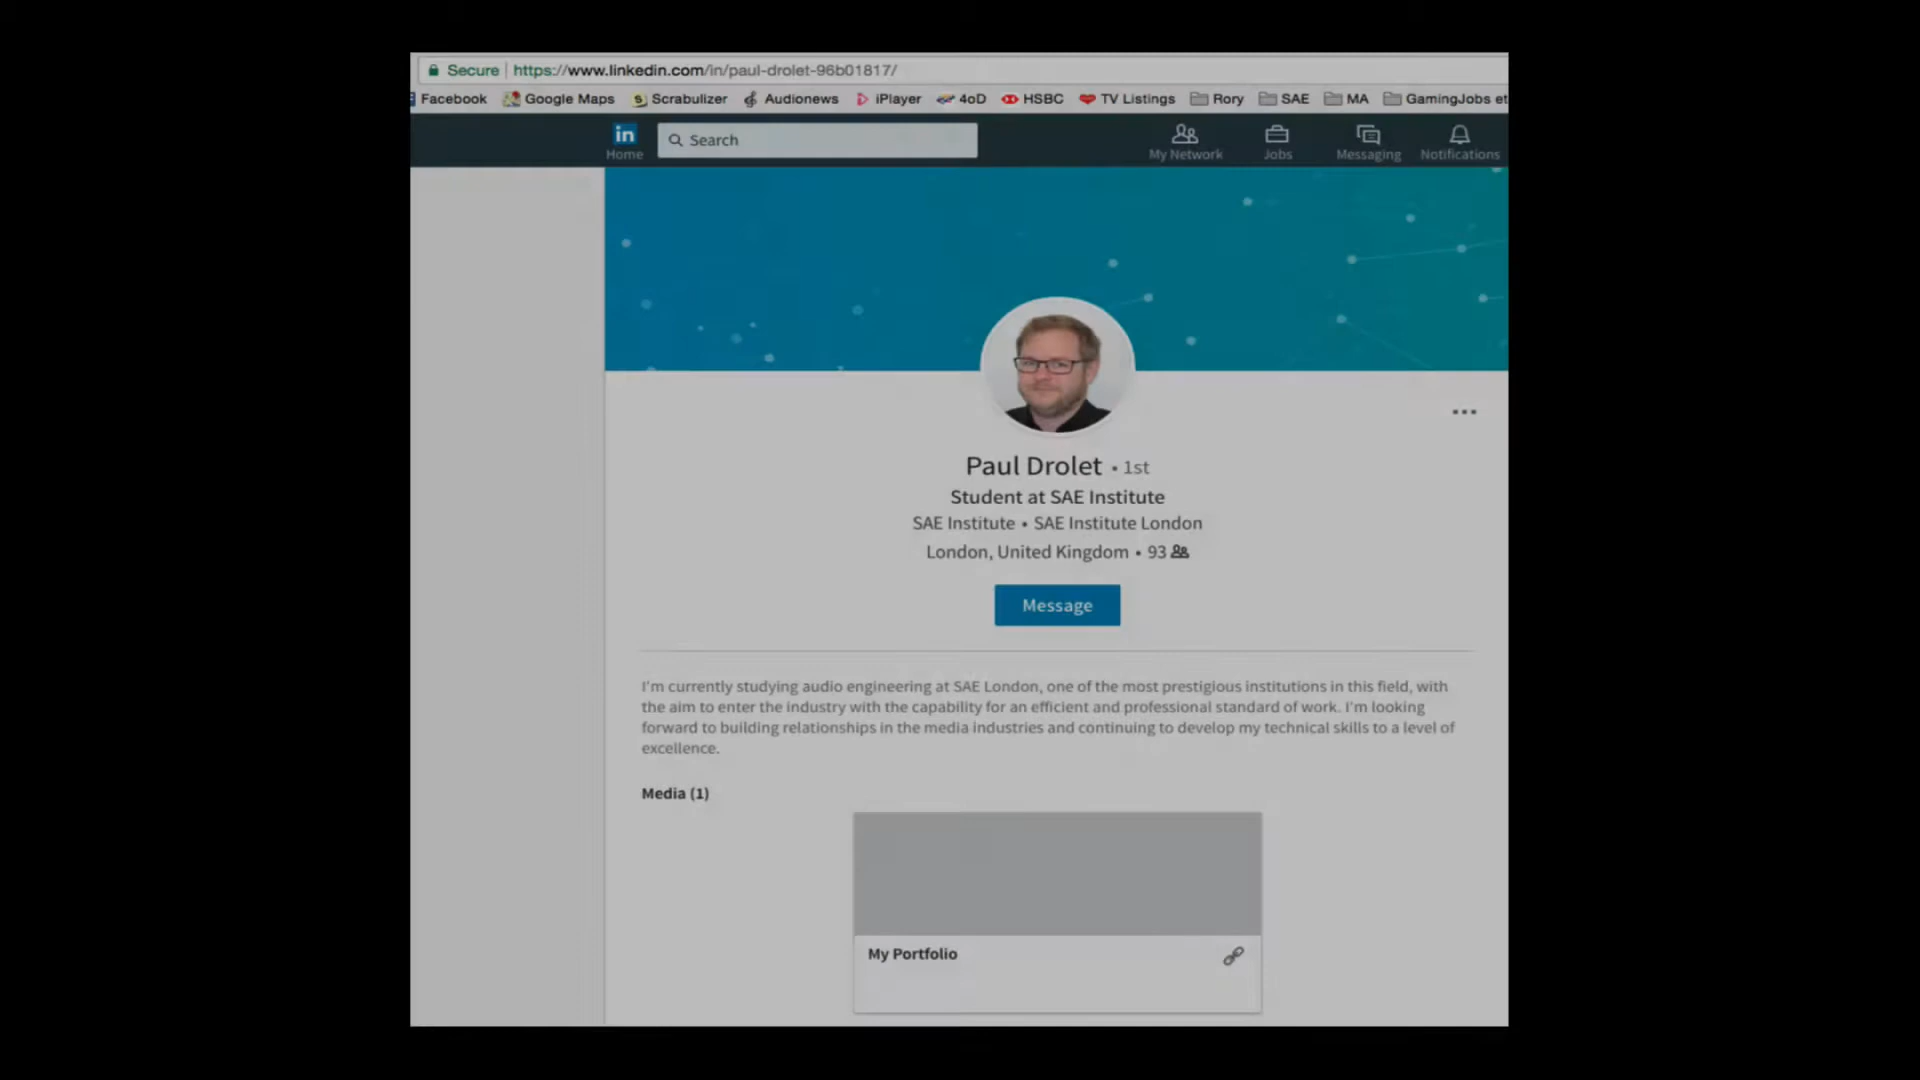 Secure | https://www.linkedin.com/in/paul-drolet-96b01817/
Facebook Google Maps Scrabulizer Audionews iPlayer 4oD HSBC TV Listings Rory SAE MA GamingJobs et
in Search
Home My Network Jobs Messaging Notifications
Paul Drolet • 1st
Student at SAE Institute
SAE Institute • SAE Institute London
London, United Kingdom • 93
Message
I'm currently studying audio engineering at SAE London, one of the most prestigious institutions in this field, with
the aim to enter the industry with the capability for an efficient and professional standard of work. I'm looking
forward to building relationships in the media industries and continuing to develop my technical skills to a level of
excellence.
Media (1)
My Portfolio